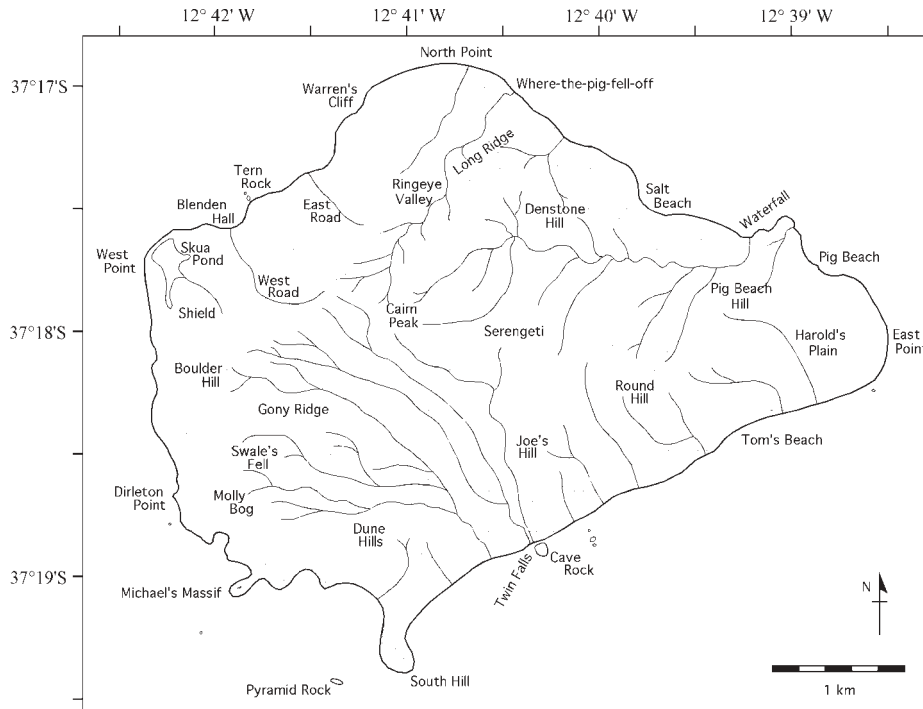 12° 42' W
12° 41' W
12° 40' W
12° 39' W
37°17'S
37°18'S
37°19'S
North Point
Where-the-pig-fell-off
Warren's
Cliff
Long Ridge
Tern
Rock
Ringeye
Valley
Salt
Beach
Blenden
Hall
East
Road
Denstone
Hill
Waterfall
West Point
Skua
Pond
Pig Beach
West
Road
Pig Beach
Hill
Shield
Cairn
Peak
Serengeti
Harold's
Plain
East
Point
Boulder
Hill
Round
Hill
Gony Ridge
Swale's
Fell
Joe's
Hill
Tom's Beach
Dirleton
Point
Molly
Bog
Dune
Hills
Twin Falls
Cave
Rock
Michael's Massif
N
South Hill
Pyramid Rock
1 km